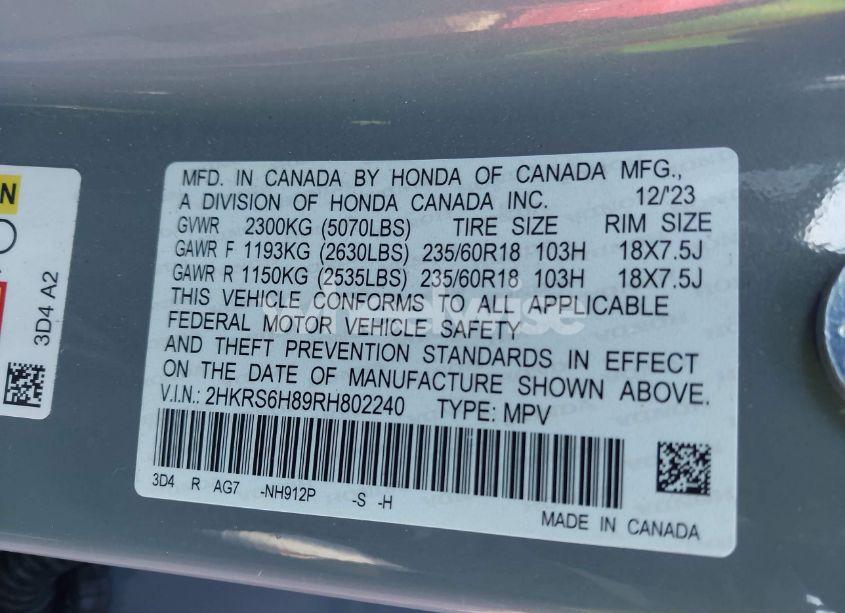 N
3D4 A2
MFD. IN CANADA BY HONDA OF CANADA MFG.,
A DIVISION OF HONDA CANADA INC. 12/'23
GVWR 2300KG (5070LBS) TIRE SIZE RIM SIZE
GAWR F 1193KG (2630LBS) 235/60R18 103H 18X7.5J
GAWR R 1150KG (2535LBS) 235/60R18 103H 18X7.5J
THIS VEHICLE CONFORMS TO ALL APPLICABLE
FEDERAL MOTOR VEHICLE SAFETY
AND THEFT PREVENTION STANDARDS IN EFFECT
ON THE DATE OF MANUFACTURE SHOWN ABOVE.
V.I.N.: 2HKRS6H89RH802240 TYPE: MPV
3D4 R AG7 -NH912P -S -H
MADE IN CANADA